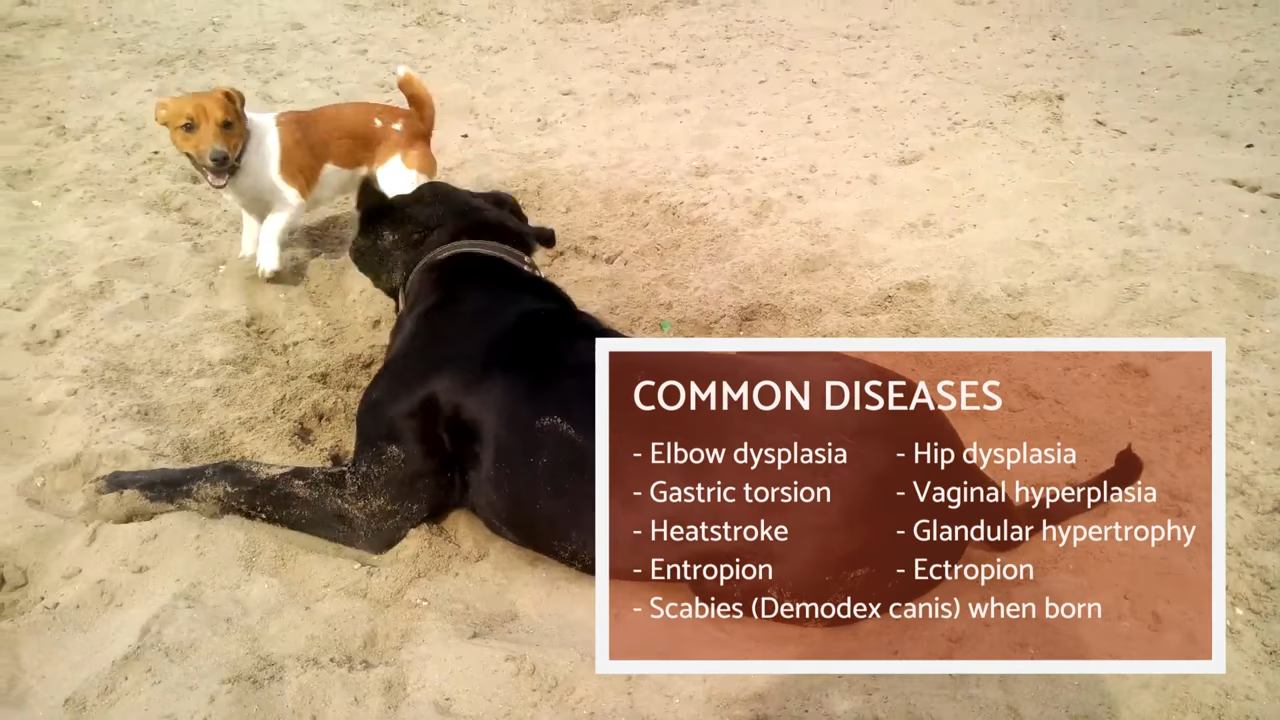 COMMON DISEASES
- Elbow dysplasia
- Gastric torsion
- Heatstroke
- Entropion
- Hip dysplasia
- Vaginal hyperplasia
- Glandular hypertrophy
- Ectropion
- Scabies (Demodex canis) when born